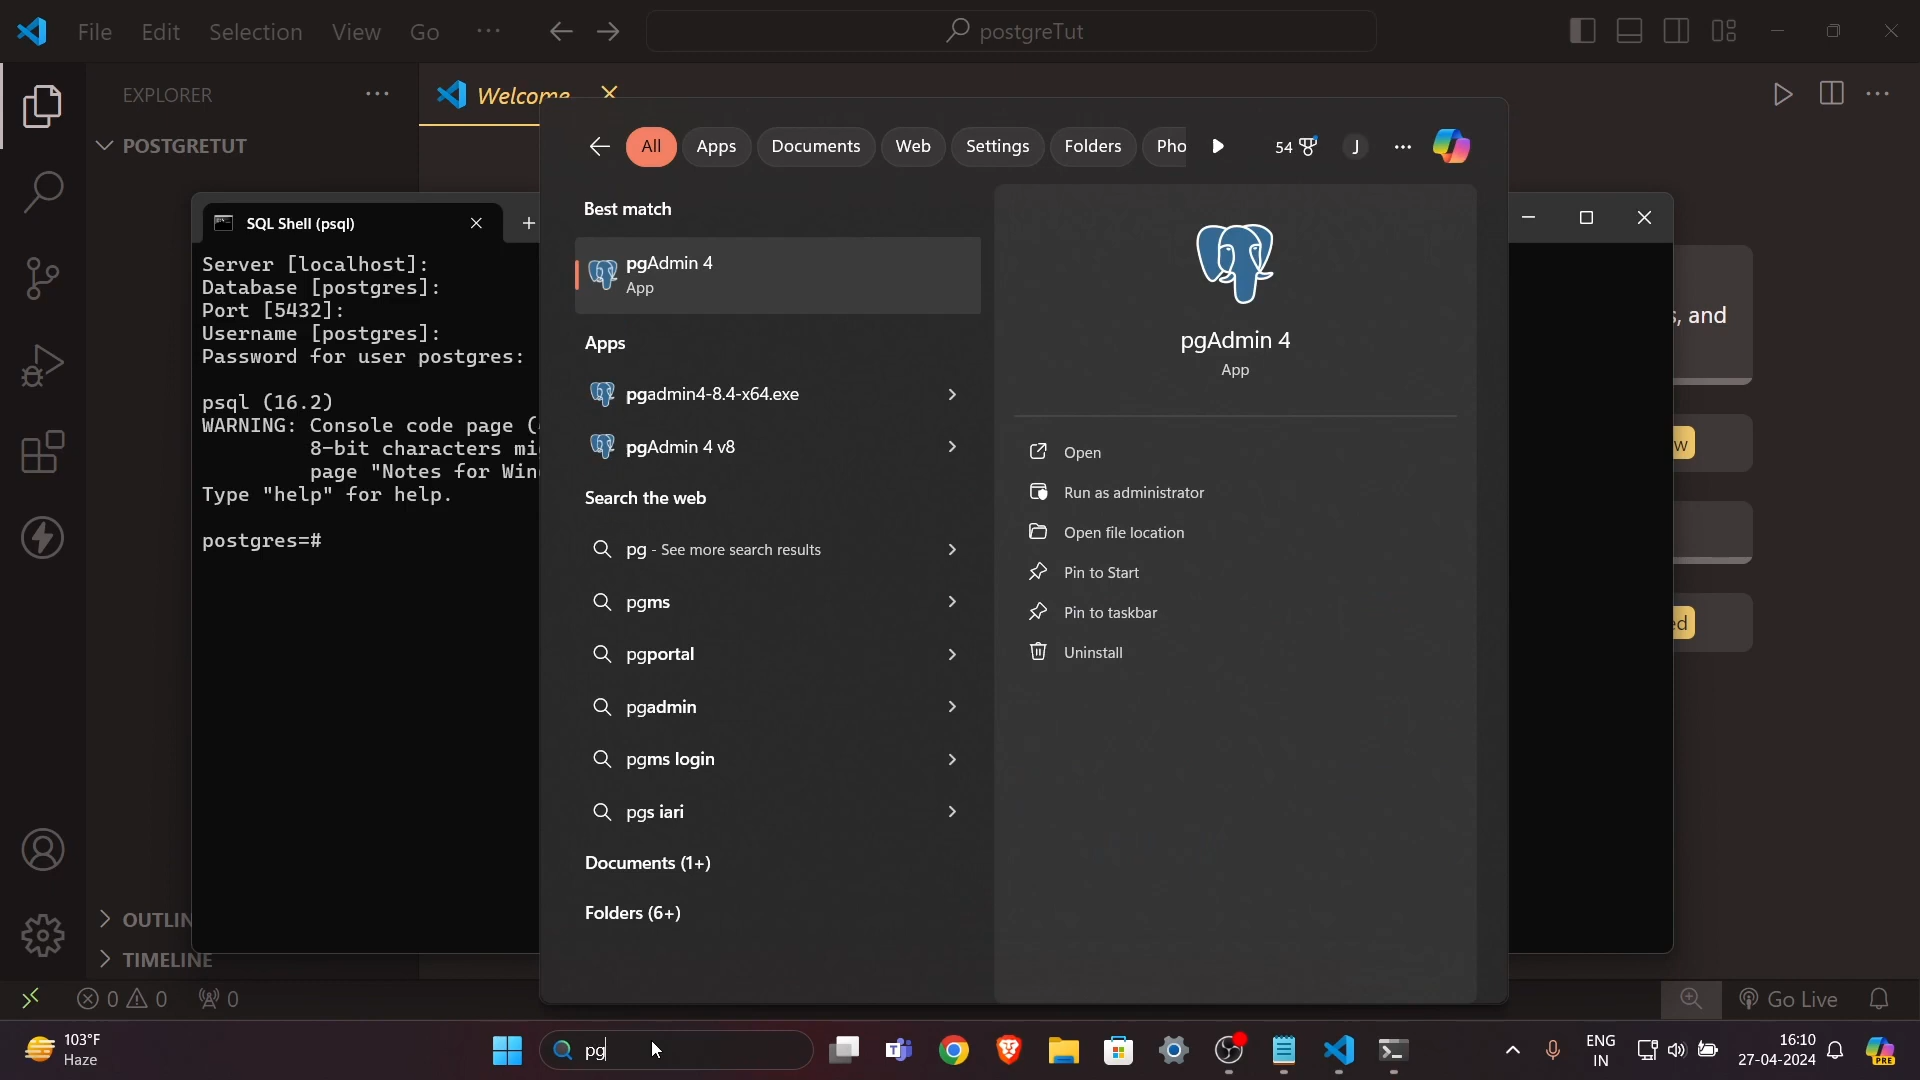 File Edit Selection View Go ...
postgreTut
EXPLORER ...
Welcome
POSTGRETUT
SQL Shell (psql)
Server [localhost]:
Database [postgres]:
Port [5432]:
Username [postgres]:
Password for user postgres:
psql (16.2)
WARNING: Console code page (
8-bit characters mi
page "Notes for Win
Type "help" for help.
postgres=#
All Apps Documents Web Settings Folders Pho 54 J ...
Best match
pgAdmin 4
App
Apps
pgadmin4-8.4-x64.exe
pgAdmin 4 v8
Search the web
pg - See more search results
pgms
pgportal
pgadmin
pgms login
pgs iari
Documents (1+)
Folders (6+)
pgAdmin 4
App
Open
Run as administrator
Open file location
Pin to Start
Pin to taskbar
Uninstall
s, and
w
ed
OUTLIN
TIMELINE
0 0 0
Go Live
103°F
Haze
pg
ENG
IN
16:10
27-04-2024
PRE